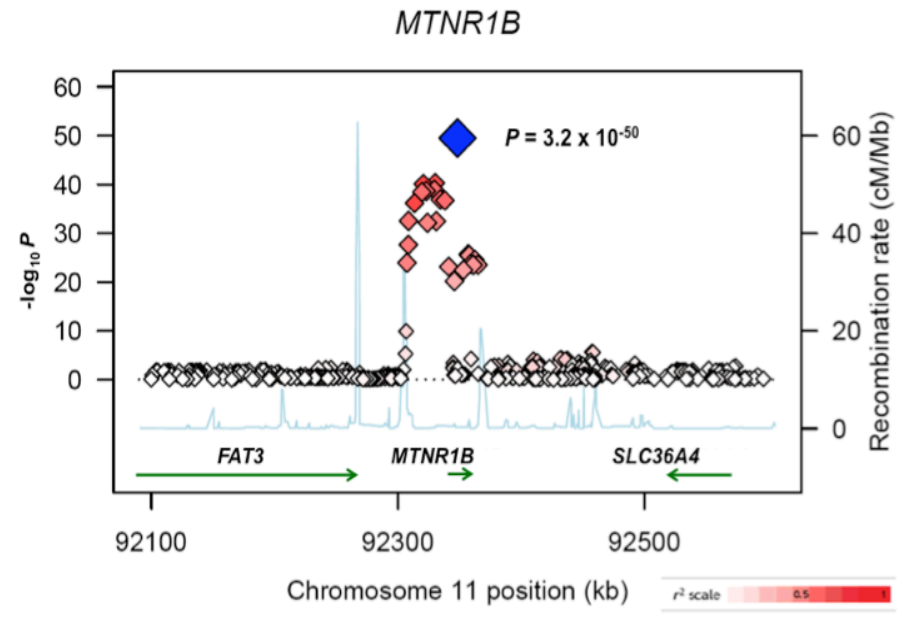 MTNR1B
60
50
40
30
20
10
0
-log10 P
P = 3.2 x 10-50
60
40
20
0
Recombination rate (cM/Mb)
FAT3
MTNR1B
SLC36A4
92100
92300
92500
Chromosome 11 position (kb)
r2 scale
0.5
1